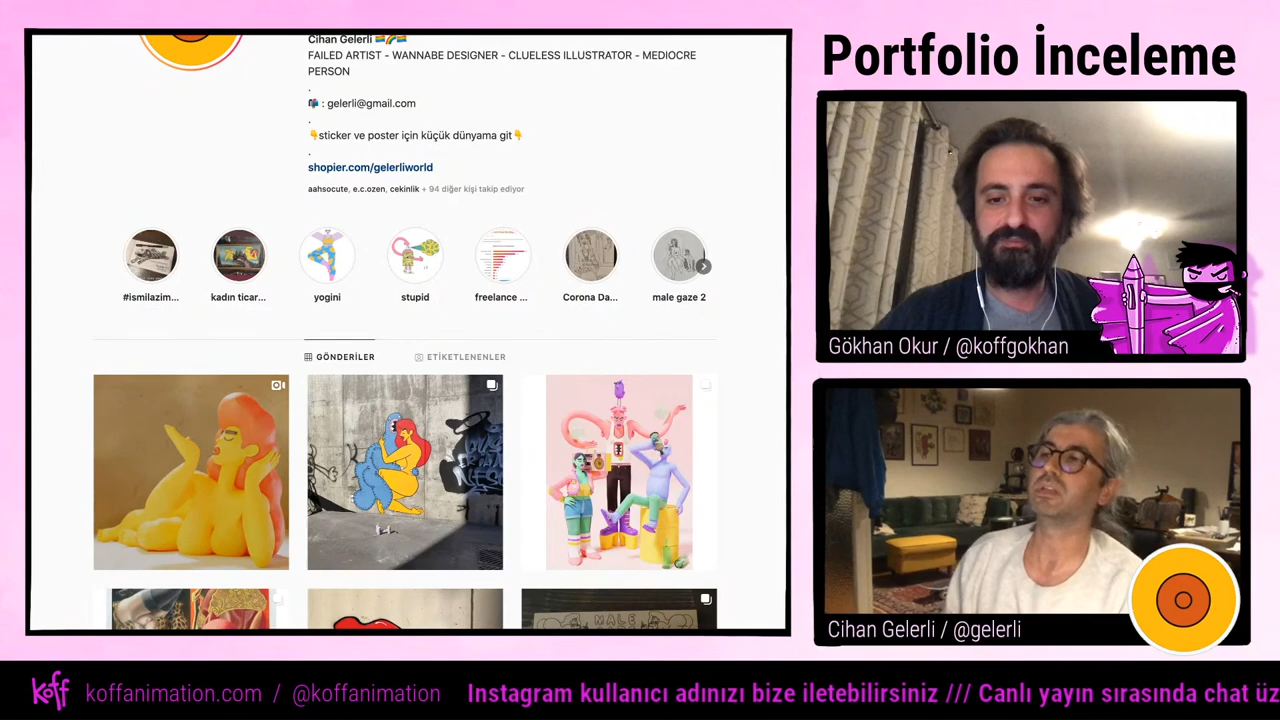 Cihan Gelerli
FAILED ARTIST - WANNABE DESIGNER - CLUELESS ILLUSTRATOR - MEDIOCRE
PERSON
.
: gelerli@gmail.com
.
👇sticker ve poster için küçük dünyama git👇
.
shopier.com/gelerliworld
aahsocute, e.c.ozen, cekinlik + 94 diğer kişi takip ediyor
#ismilazim...
kadın ticar...
yogini
stupid
freelance ...
Corona Da...
male gaze 2
GÖNDERİLER
ETİKETLENENLER
MALE
Portfolio İnceleme
Gökhan Okur / @koffgokhan
Cihan Gelerli / @gelerli
koff koffanimation.com / @koffanimation Instagram kullanıcı adınızı bize iletebilirsiniz /// Canlı yayın sırasında chat üz